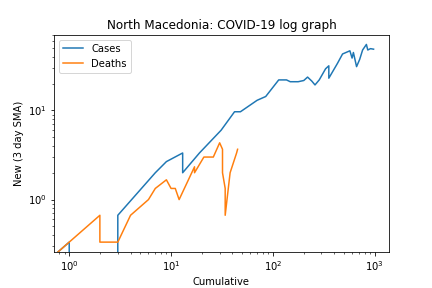 North Macedonia: COVID-19 log graph
Cases
Deaths
New (3 day SMA)
10¹
10⁰
10⁰ 10¹ 10² 10³
Cumulative